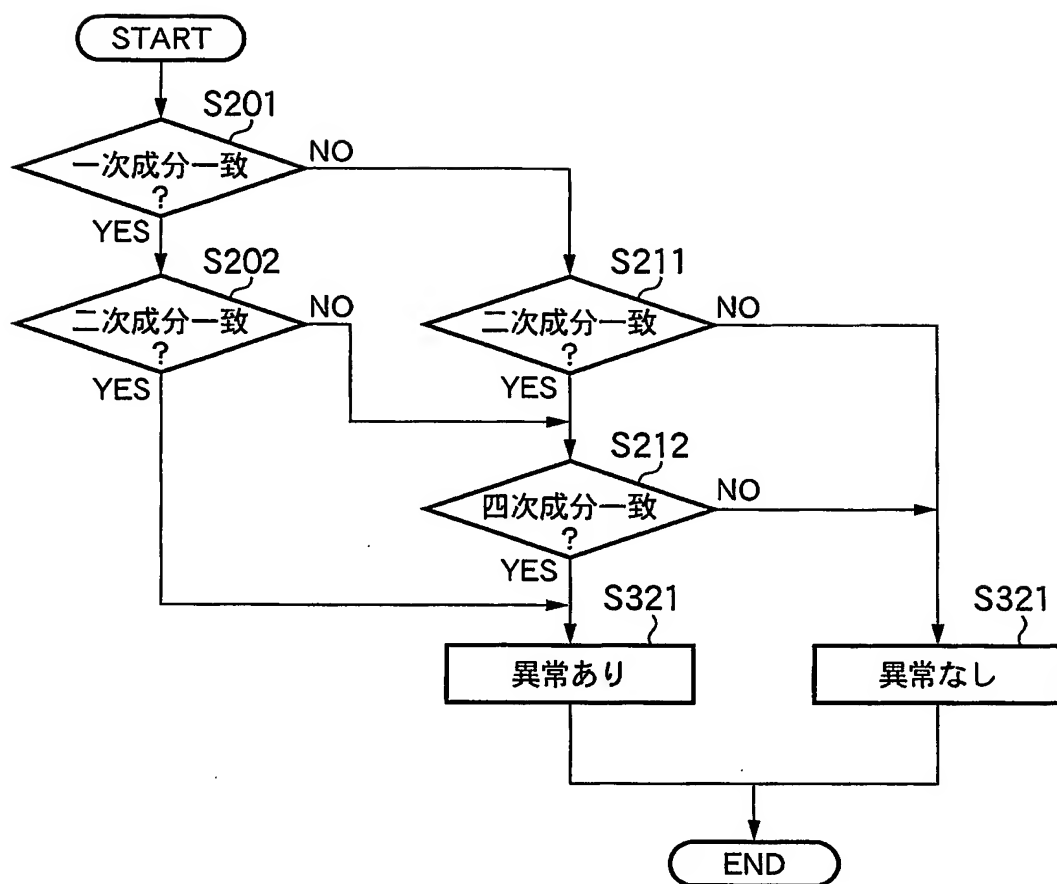 START
S201
一次成分一致
?
NO
YES
S202
二次成分一致
?
NO
YES
S211
二次成分一致
?
NO
YES
S212
四次成分一致
?
NO
YES
S321
異常あり
S321
異常なし
END